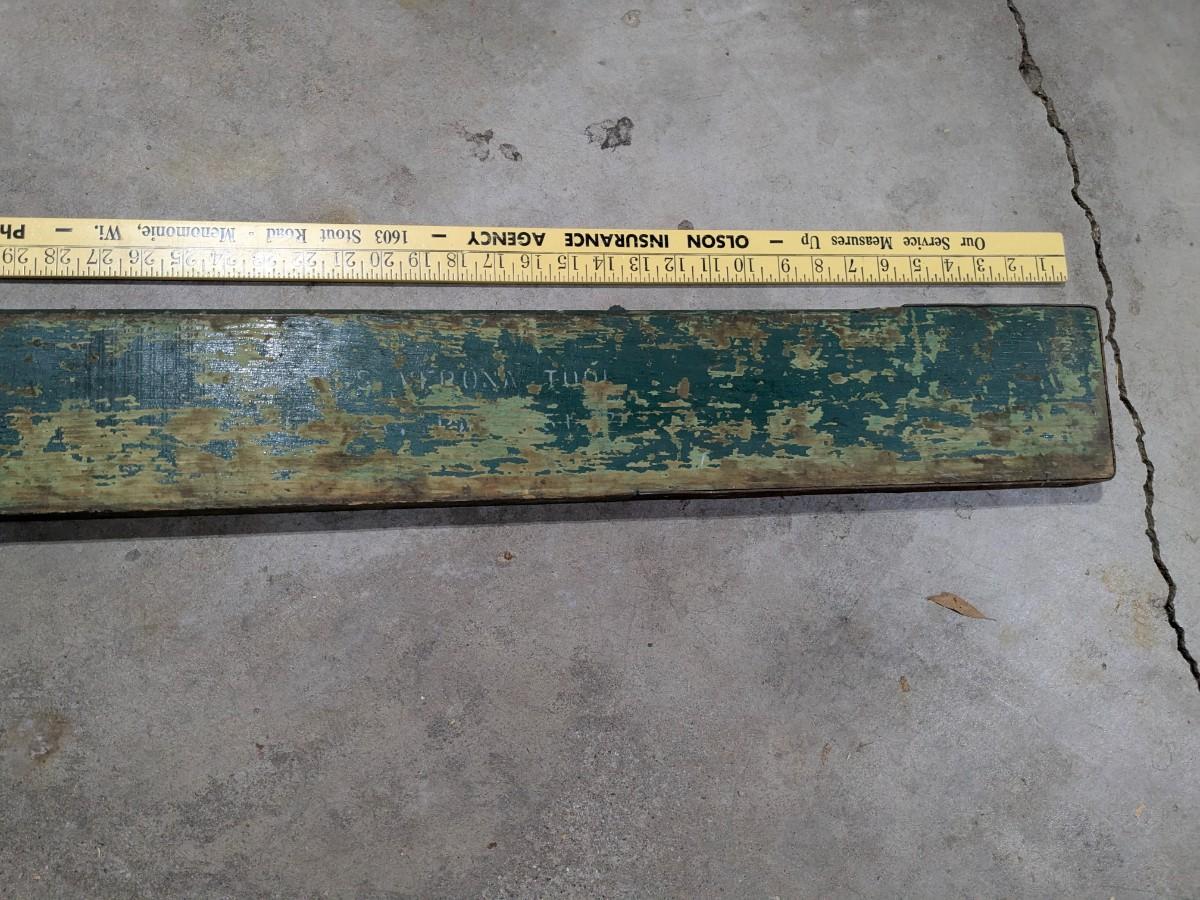 Our Service Measures Up — OLSON INSURANCE AGENCY — 1603 Stout Road - Menomonie, Wi. — Ph
1 2 3 4 5 6 7 8 9 10 11 12 13 14 15 16 17 18 19 20 21 22 23 24 25 26 27 28 29
VERONA